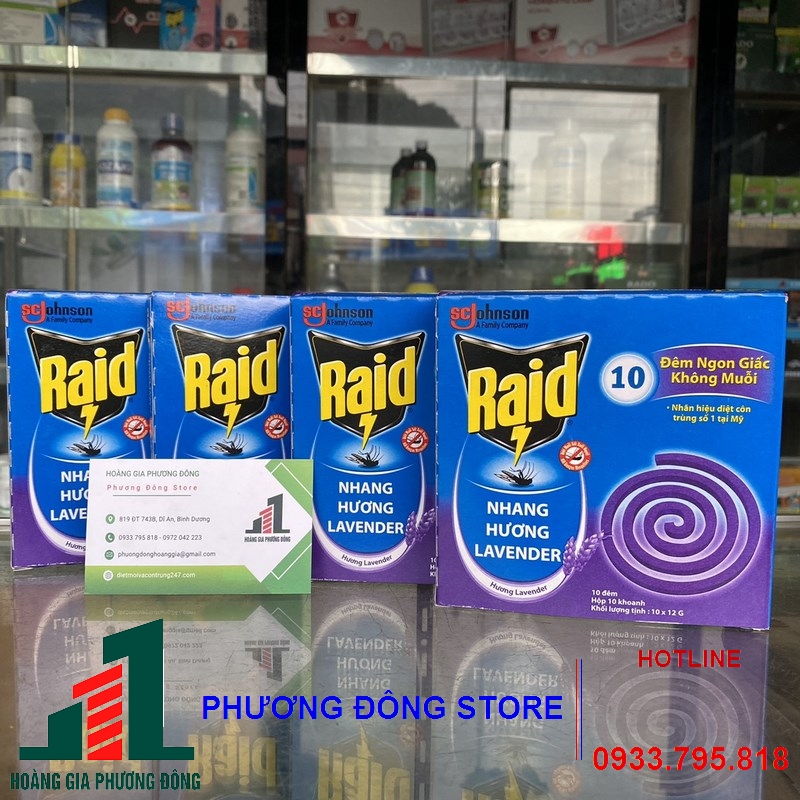 SCJohnson
A Family Company
Raid
NHANG
HƯƠNG
LAVENDER
SCJohnson
A Family Company
Raid
SCJohnson
A Family Company
Raid
NHANG
HƯƠNG
LAVENDER
Hương Lavender
SCJohnson
A Family Company
Raid
NHANG
HƯƠNG
LAVENDER
Hương Lavender
10
Đêm Ngon Giấc
Không Muỗi
• Nhãn hiệu diệt côn
trùng số 1 tại Mỹ
10 đêm
Hộp 10 khoanh
Khối lượng tịnh : 10 x 12 G
HOÀNG GIA PHƯƠNG ĐÔNG
Phương Đông Store
819 ĐT 743B, Dĩ An, Bình Dương
0933 795 818 - 0972 042 223
phuongdonghoanggia@gmail.com
dietmoivacontrung247.com
HOÀNG GIA PHƯƠNG ĐÔNG
HOÀNG GIA PHƯƠNG ĐÔNG
PHƯƠNG ĐÔNG STORE
HOTLINE
0933.795.818